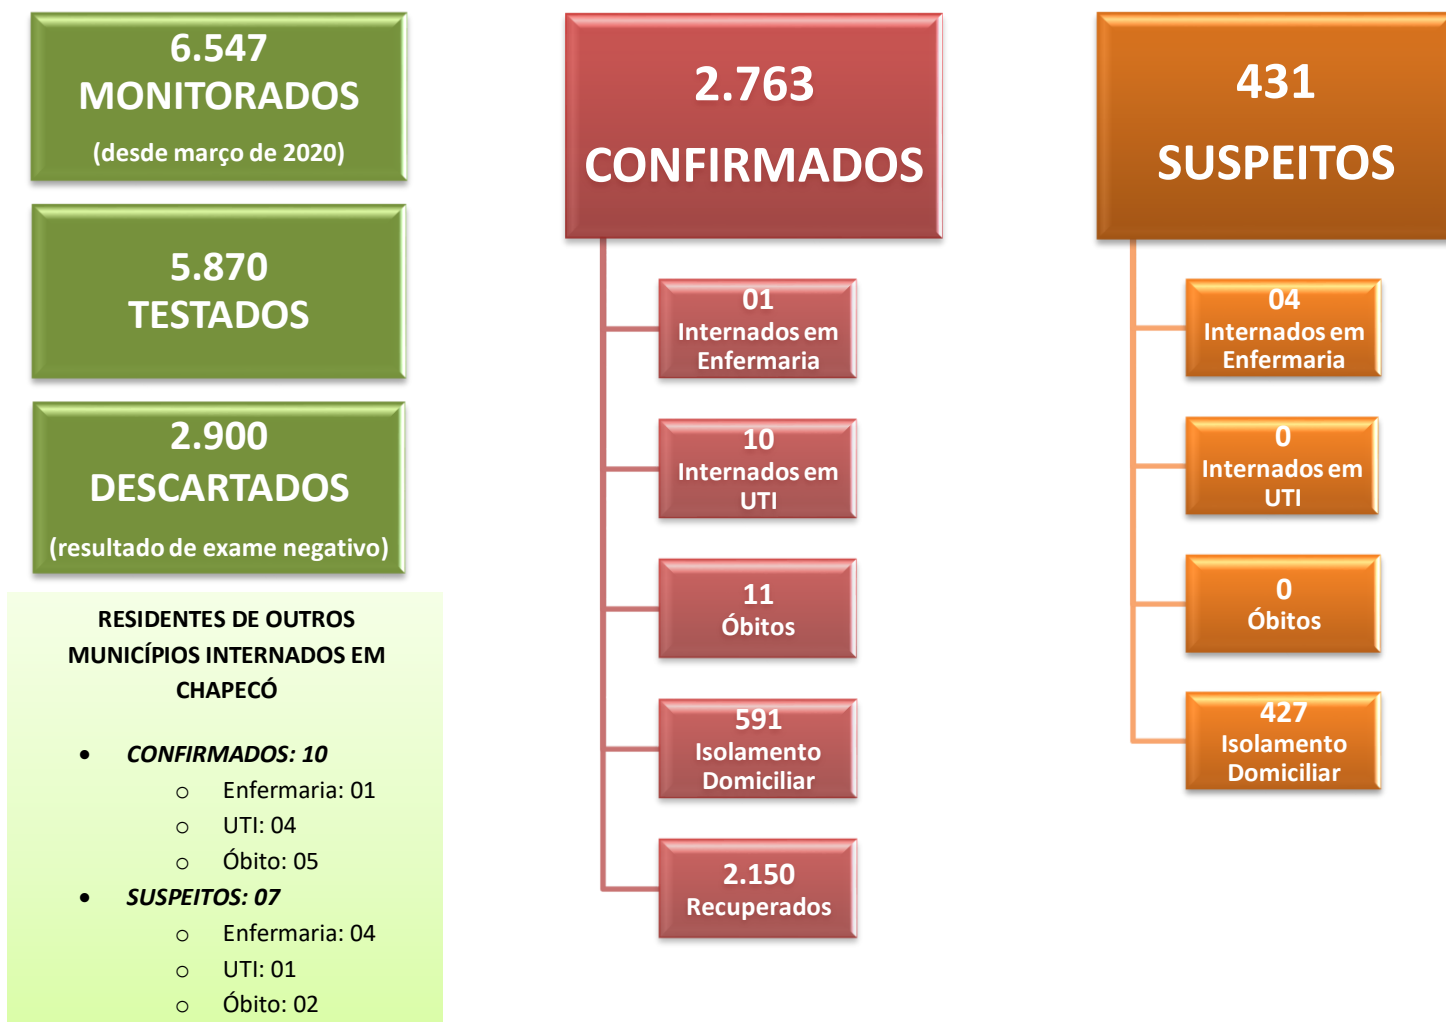 6.547
MONITORADOS
(desde março de 2020)
5.870
TESTADOS
2.900
DESCARTADOS
(resultado de exame negativo)
RESIDENTES DE OUTROS
MUNICÍPIOS INTERNADOS EM
CHAPECÓ
• CONFIRMADOS: 10
o Enfermaria: 01
o UTI: 04
o Óbito: 05
• SUSPEITOS: 07
o Enfermaria: 04
o UTI: 01
o Óbito: 02
2.763
CONFIRMADOS
01
Internados em
Enfermaria
10
Internados em
UTI
11
Óbitos
591
Isolamento
Domiciliar
2.150
Recuperados
431
SUSPEITOS
04
Internados em
Enfermaria
0
Internados em
UTI
0
Óbitos
427
Isolamento
Domiciliar